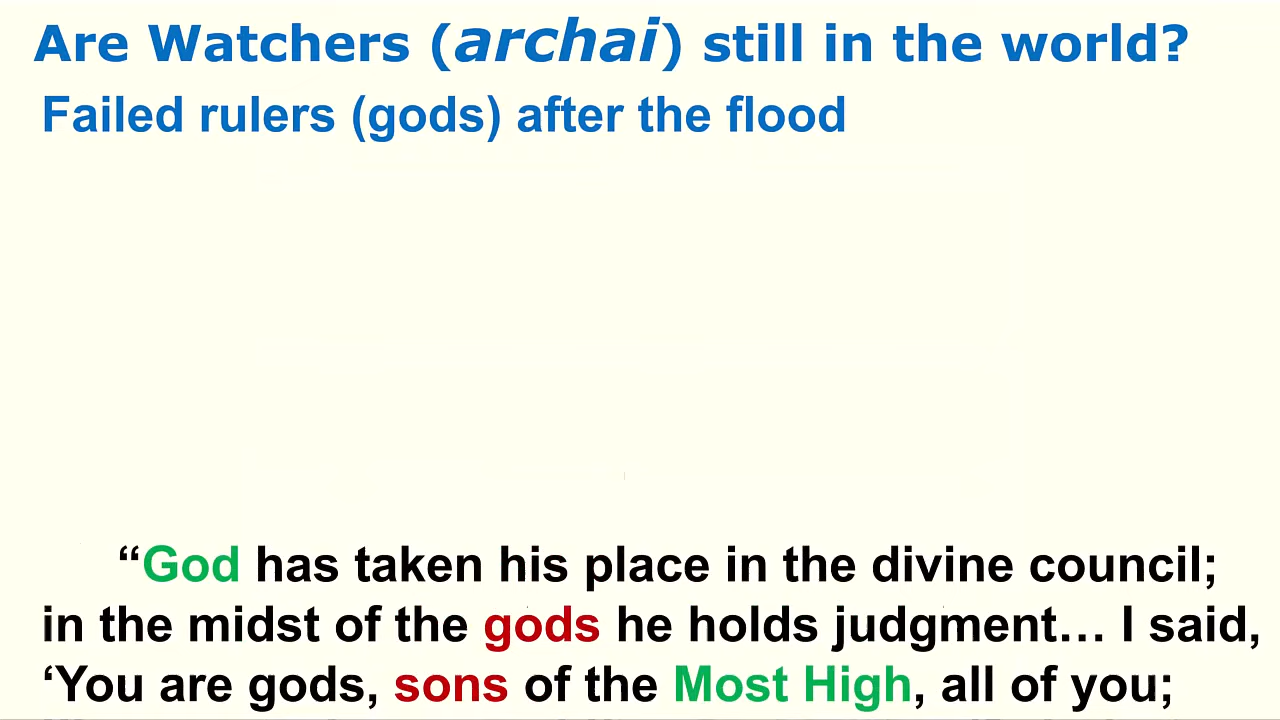 Are Watchers (archai) still in the world?
Failed rulers (gods) after the flood
“God has taken his place in the divine council;
in the midst of the gods he holds judgment… I said,
‘You are gods, sons of the Most High, all of you;